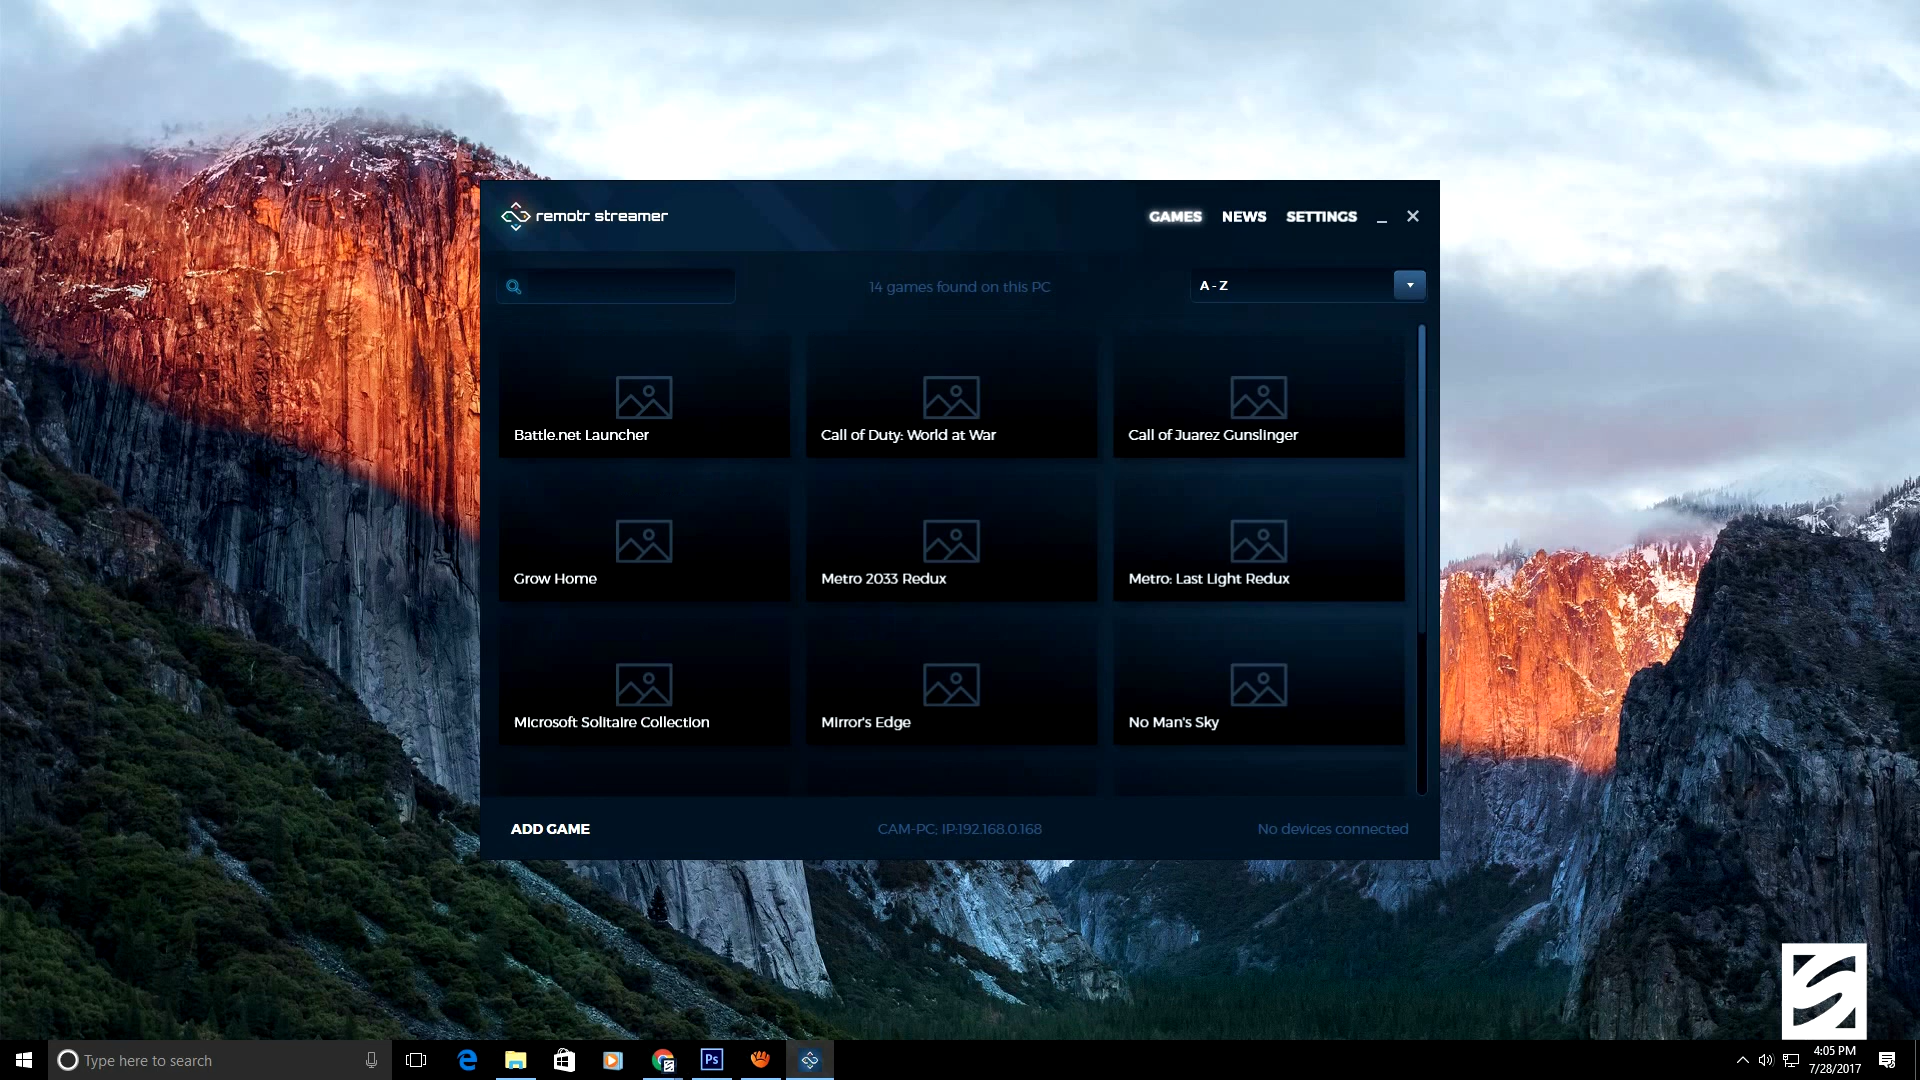 remotr streamer
GAMES NEWS SETTINGS
14 games found on this PC
A - Z
Battle.net Launcher
Call of Duty: World at War
Call of Juarez Gunslinger
Grow Home
Metro 2033 Redux
Metro: Last Light Redux
Microsoft Solitaire Collection
Mirror's Edge
No Man's Sky
ADD GAME
CAM-PC; IP:192.168.0.168
No devices connected
Type here to search
Ps
4:05 PM
7/28/2017